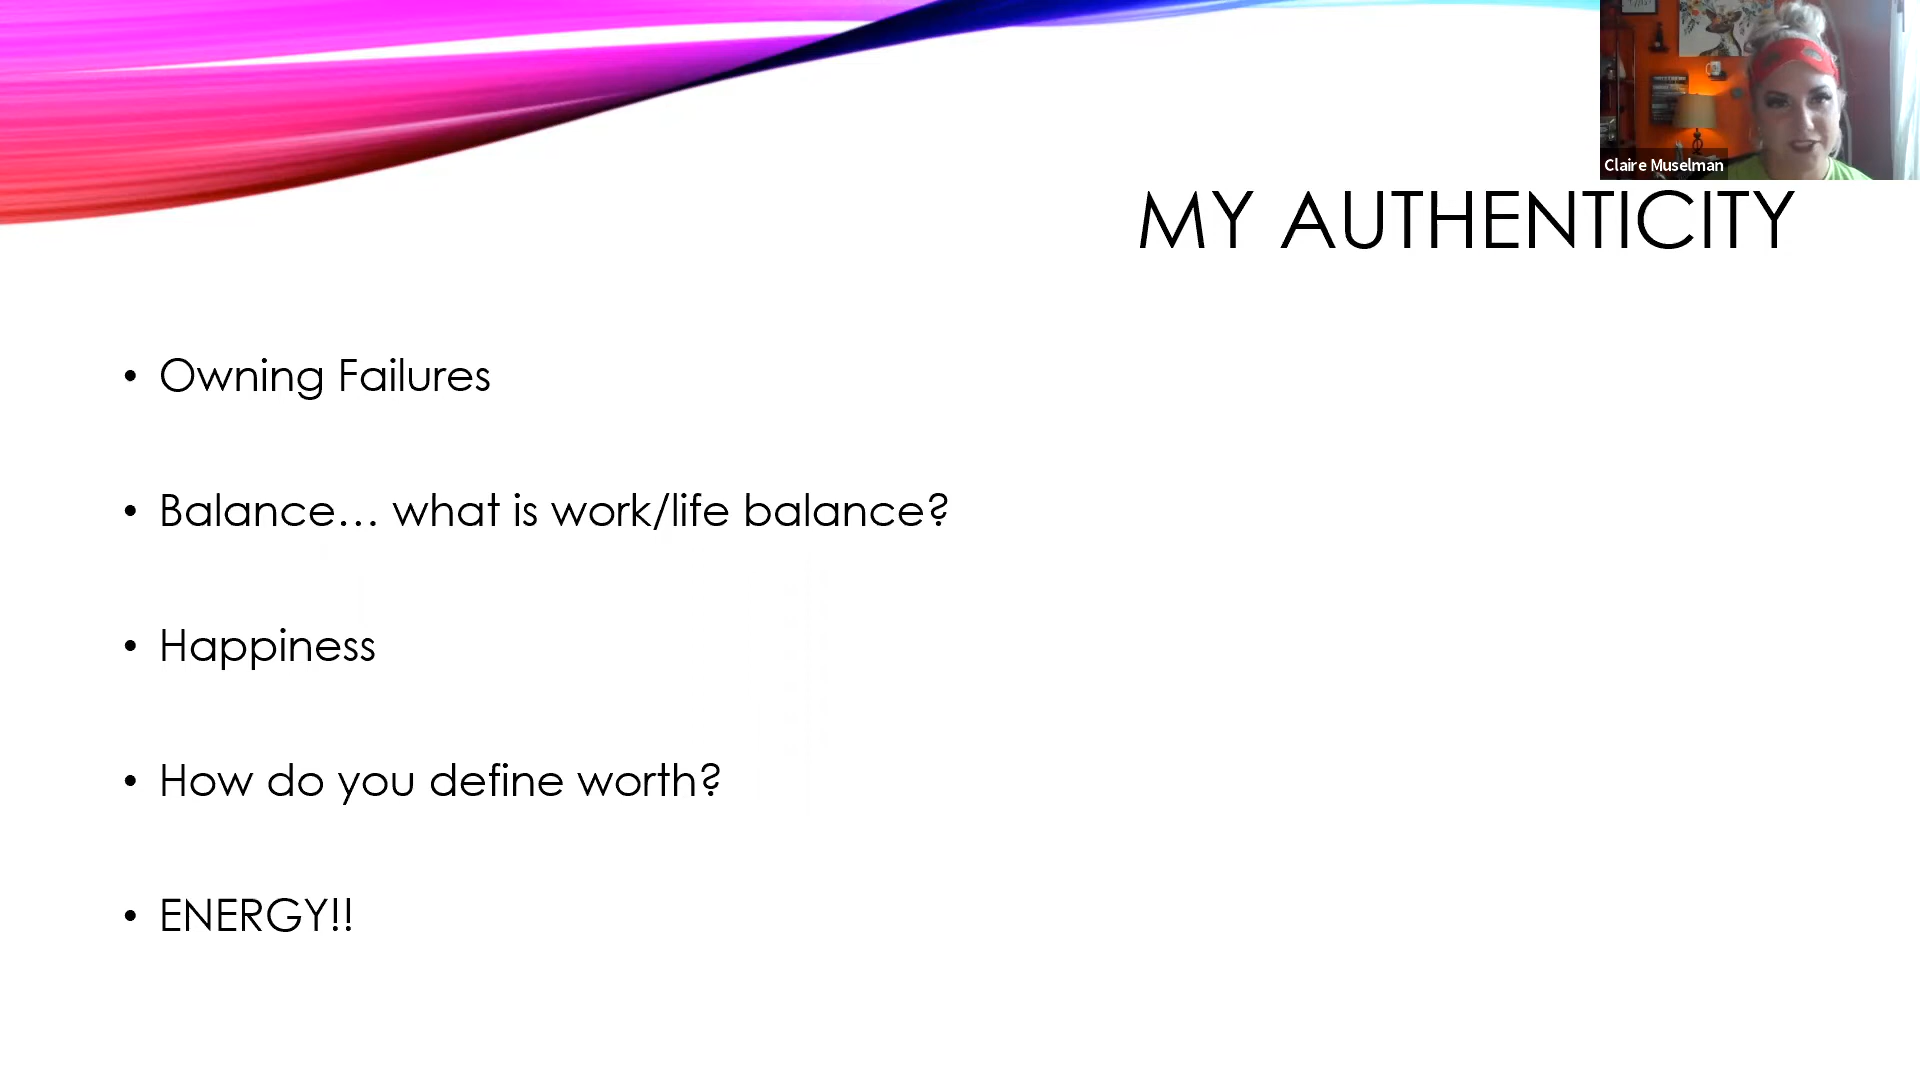 Claire Muselman
MY AUTHENTICITY
• Owning Failures
• Balance… what is work/life balance?
• Happiness
• How do you define worth?
• ENERGY!!